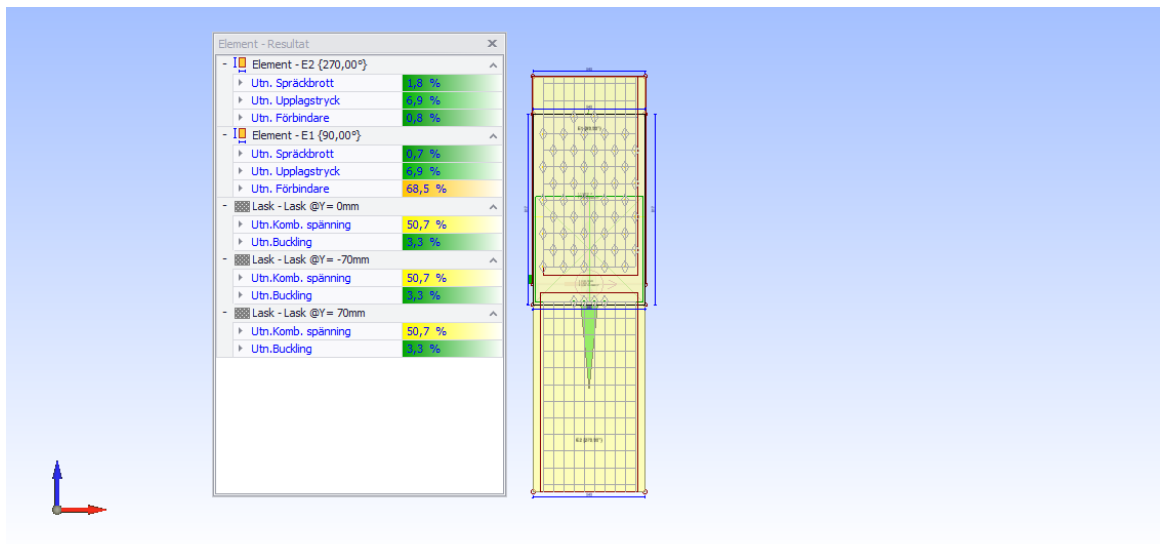 Element - Resultat
Element - E2 {270,00°}
Utn. Spräckbrott 1,8 %
Utn. Upplagstryck 6,9 %
Utn. Förbindare 0,8 %
Element - E1 {90,00°}
Utn. Spräckbrott 0,7 %
Utn. Upplagstryck 6,9 %
Utn. Förbindare 68,5 %
Lask - Lask @Y= 0mm
Utn.Komb. spänning 50,7 %
Utn.Buckling 3,3 %
Lask - Lask @Y= -70mm
Utn.Komb. spänning 50,7 %
Utn.Buckling 3,3 %
Lask - Lask @Y= 70mm
Utn.Komb. spänning 50,7 %
Utn.Buckling 3,3 %